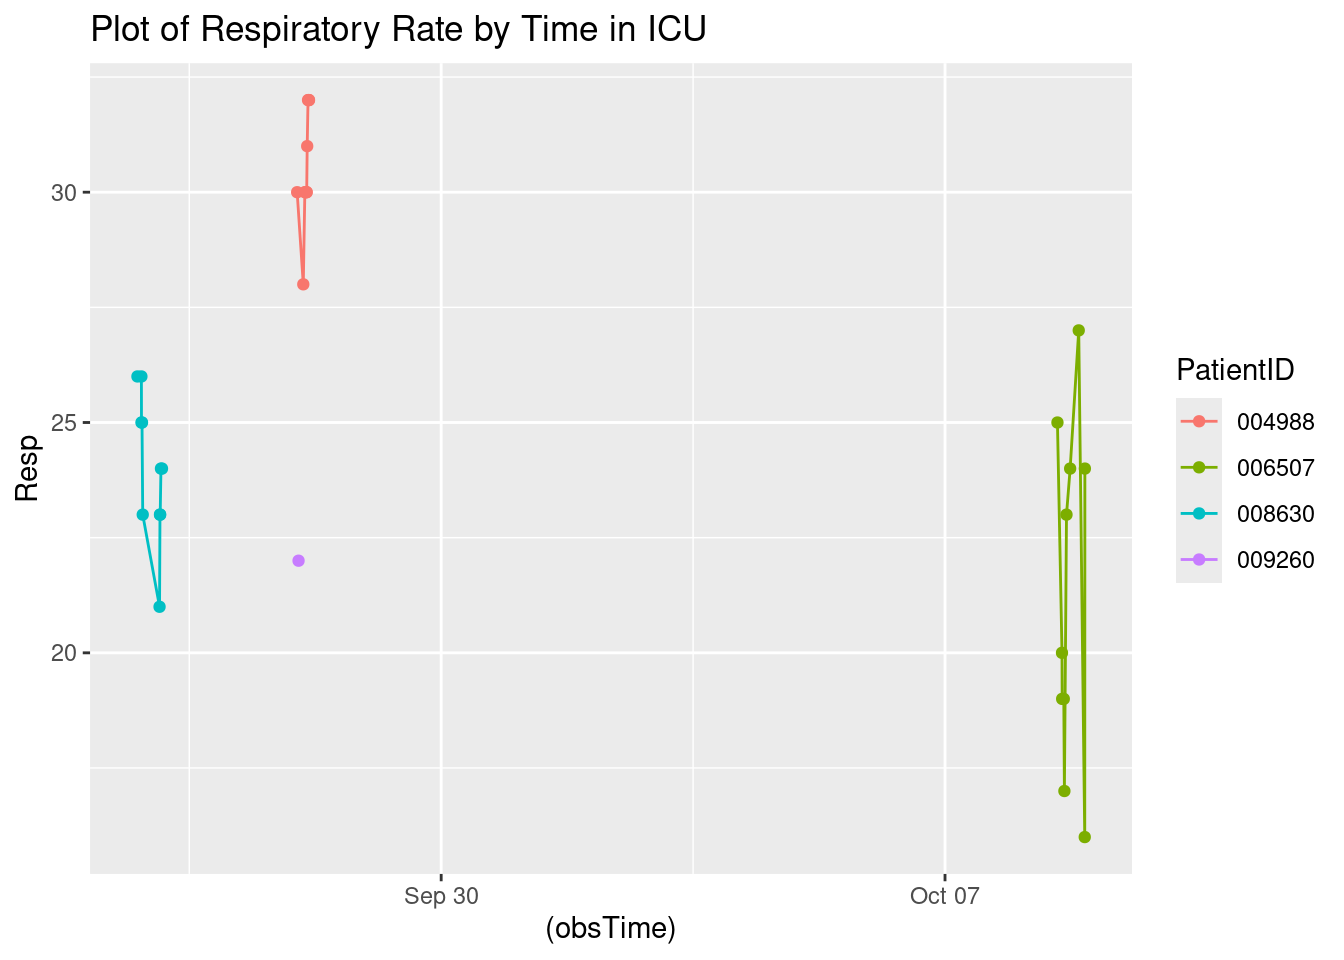 Plot of Respiratory Rate by Time in ICU
Resp
30
25
20
Sep 30
Oct 07
(obsTime)
PatientID
004988
006507
008630
009260